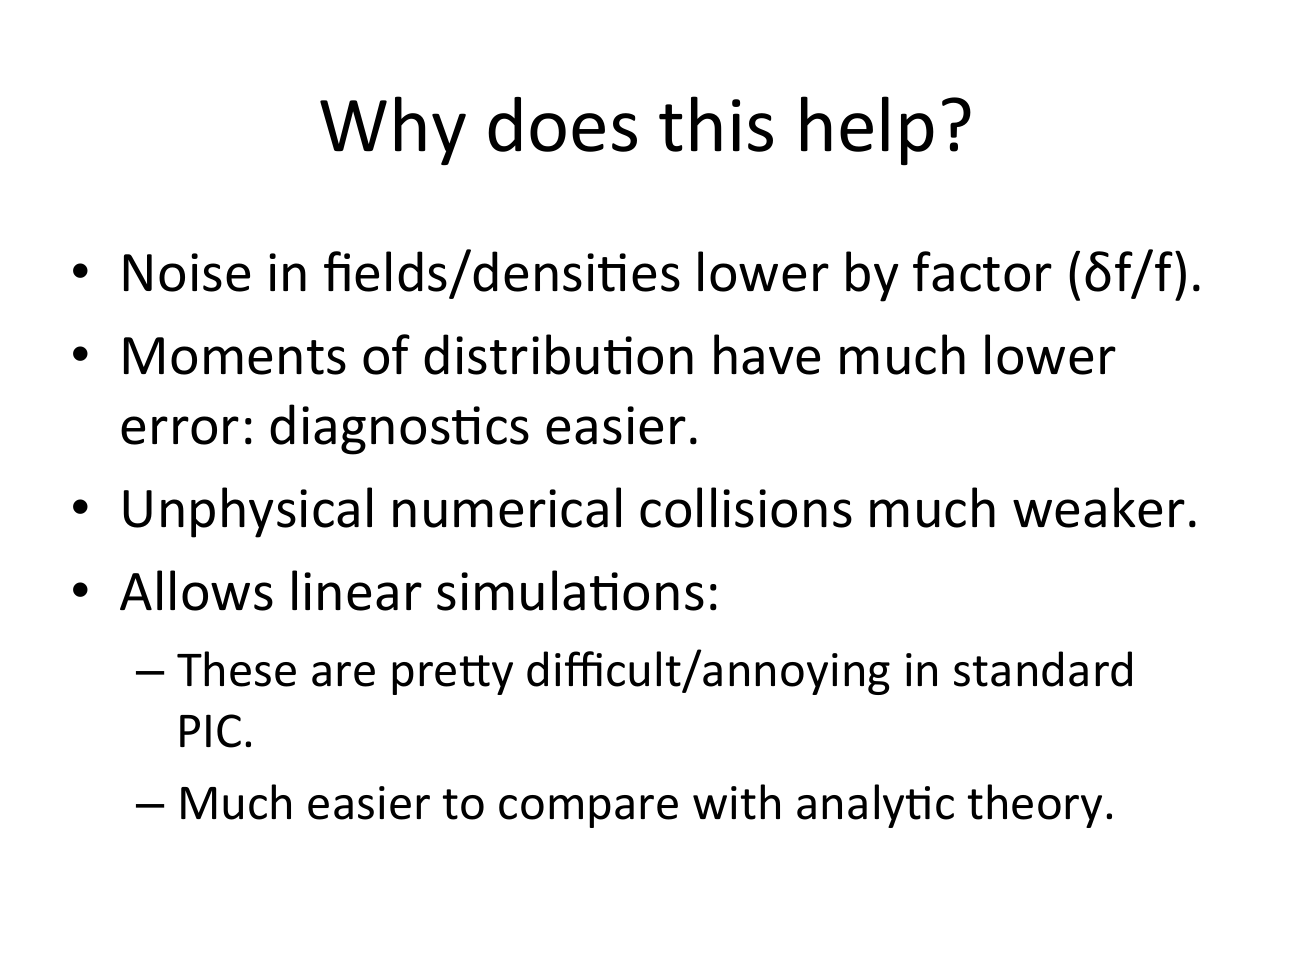 Why does this help?
• Noise in fields/densities lower by factor (δf/f).
• Moments of distribution have much lower
error: diagnostics easier.
• Unphysical numerical collisions much weaker.
• Allows linear simulations:
– These are pretty difficult/annoying in standard
PIC.
– Much easier to compare with analytic theory.